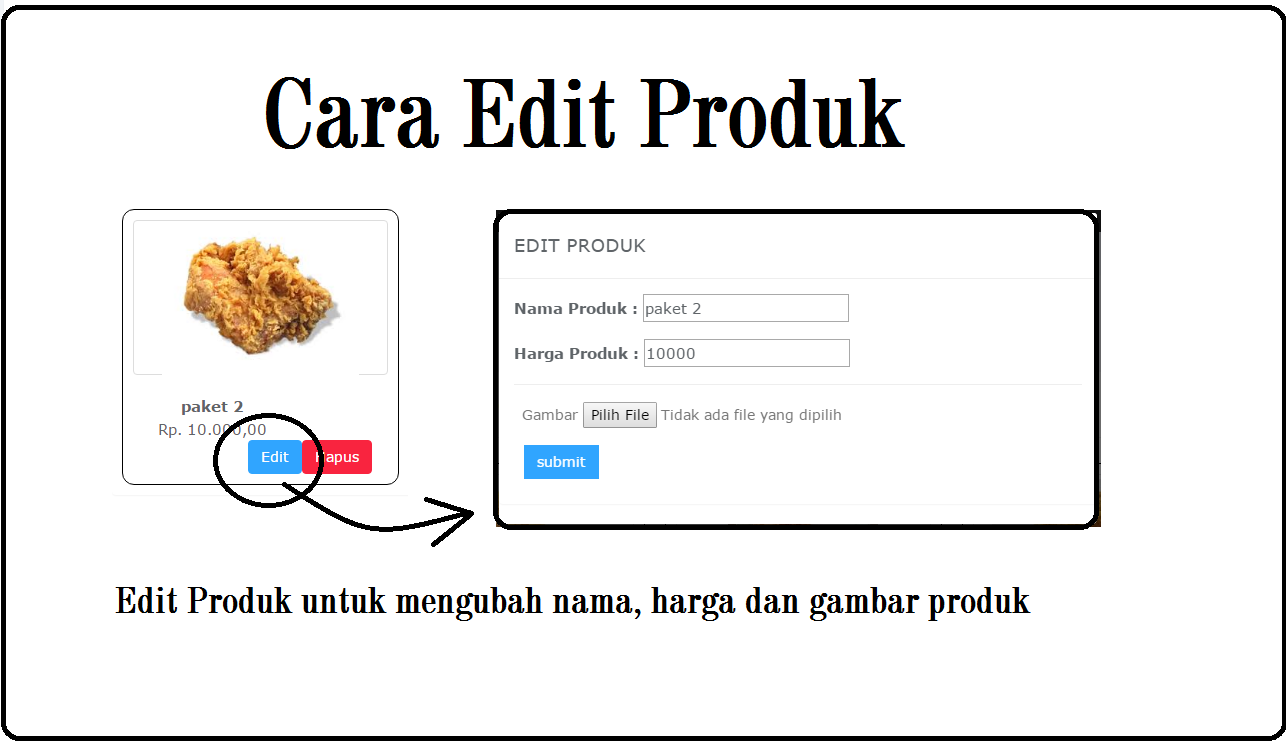 Cara Edit Produk
paket 2
Rp. 10.000,00
Edit Hapus
EDIT PRODUK
Nama Produk : paket 2
Harga Produk : 10000
Gambar Pilih File Tidak ada file yang dipilih
submit
Edit Produk untuk mengubah nama, harga dan gambar produk